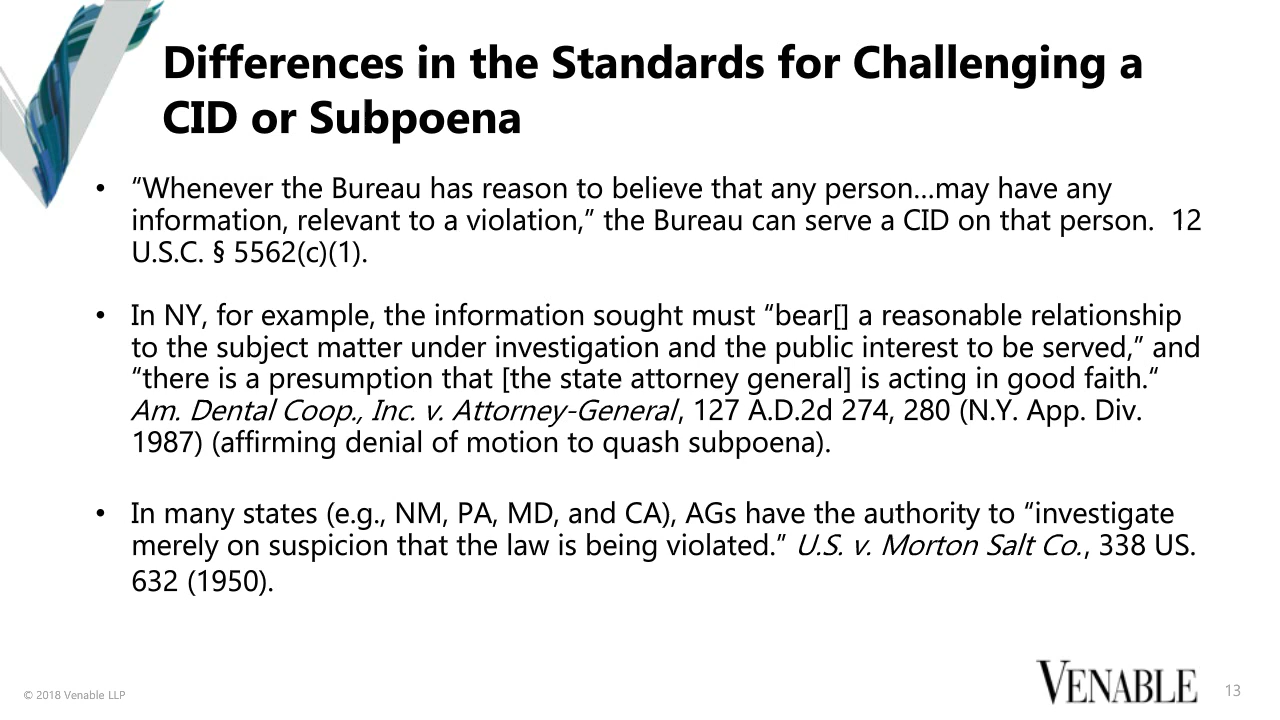 Differences in the Standards for Challenging a
CID or Subpoena
• “Whenever the Bureau has reason to believe that any person…may have any
information, relevant to a violation,” the Bureau can serve a CID on that person.  12
U.S.C. § 5562(c)(1).
• In NY, for example, the information sought must “bear[] a reasonable relationship
to the subject matter under investigation and the public interest to be served,” and
“there is a presumption that [the state attorney general] is acting in good faith.“
Am. Dental Coop., Inc. v. Attorney-General, 127 A.D.2d 274, 280 (N.Y. App. Div.
1987) (affirming denial of motion to quash subpoena).
• In many states (e.g., NM, PA, MD, and CA), AGs have the authority to “investigate
merely on suspicion that the law is being violated.” U.S. v. Morton Salt Co., 338 US.
632 (1950).
© 2018 Venable LLP
VENABLE
13